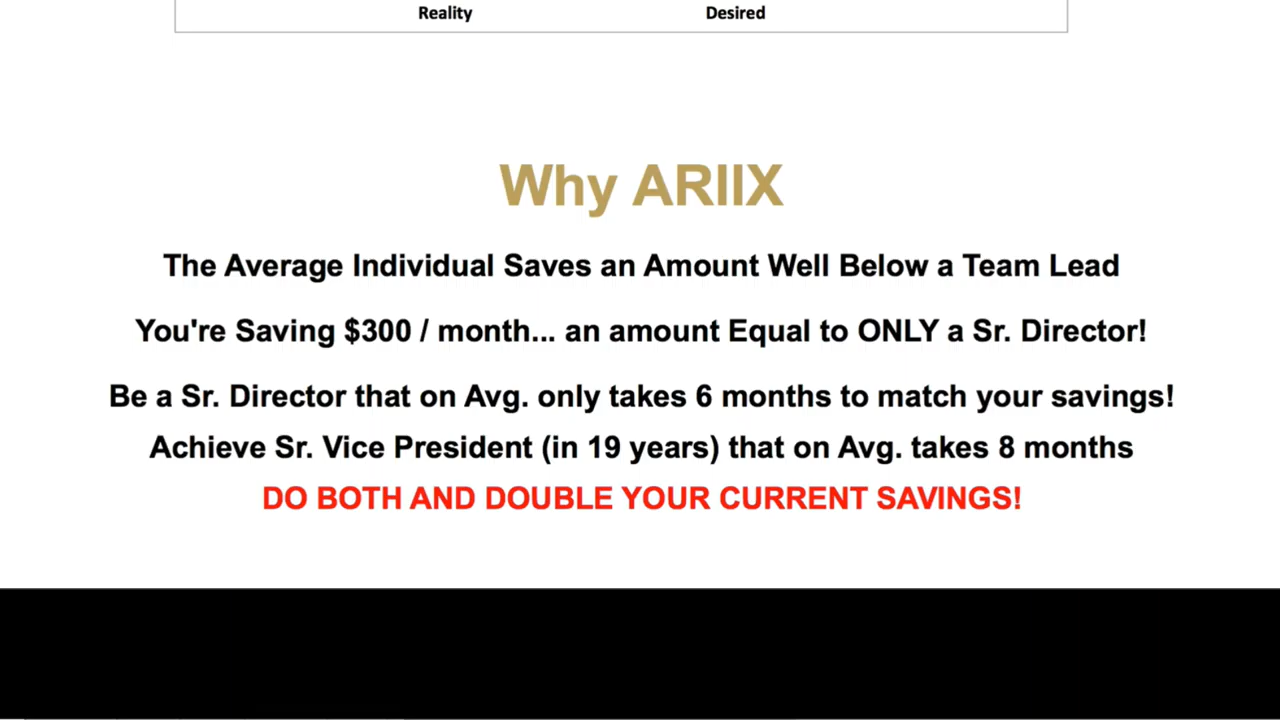 Reality Desired
Why ARIIX
The Average Individual Saves an Amount Well Below a Team Lead
You're Saving $300 / month... an amount Equal to ONLY a Sr. Director!
Be a Sr. Director that on Avg. only takes 6 months to match your savings!
Achieve Sr. Vice President (in 19 years) that on Avg. takes 8 months
DO BOTH AND DOUBLE YOUR CURRENT SAVINGS!